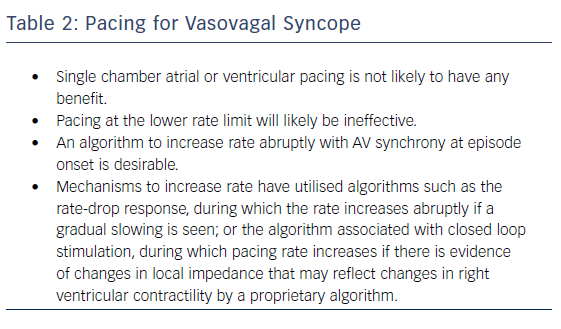 Table 2: Pacing for Vasovagal Syncope
• Single chamber atrial or ventricular pacing is not likely to have any
benefit.
• Pacing at the lower rate limit will likely be ineffective.
• An algorithm to increase rate abruptly with AV synchrony at episode
onset is desirable.
• Mechanisms to increase rate have utilised algorithms such as the
rate-drop response, during which the rate increases abruptly if a
gradual slowing is seen; or the algorithm associated with closed loop
stimulation, during which pacing rate increases if there is evidence
of changes in local impedance that may reflect changes in right
ventricular contractility by a proprietary algorithm.